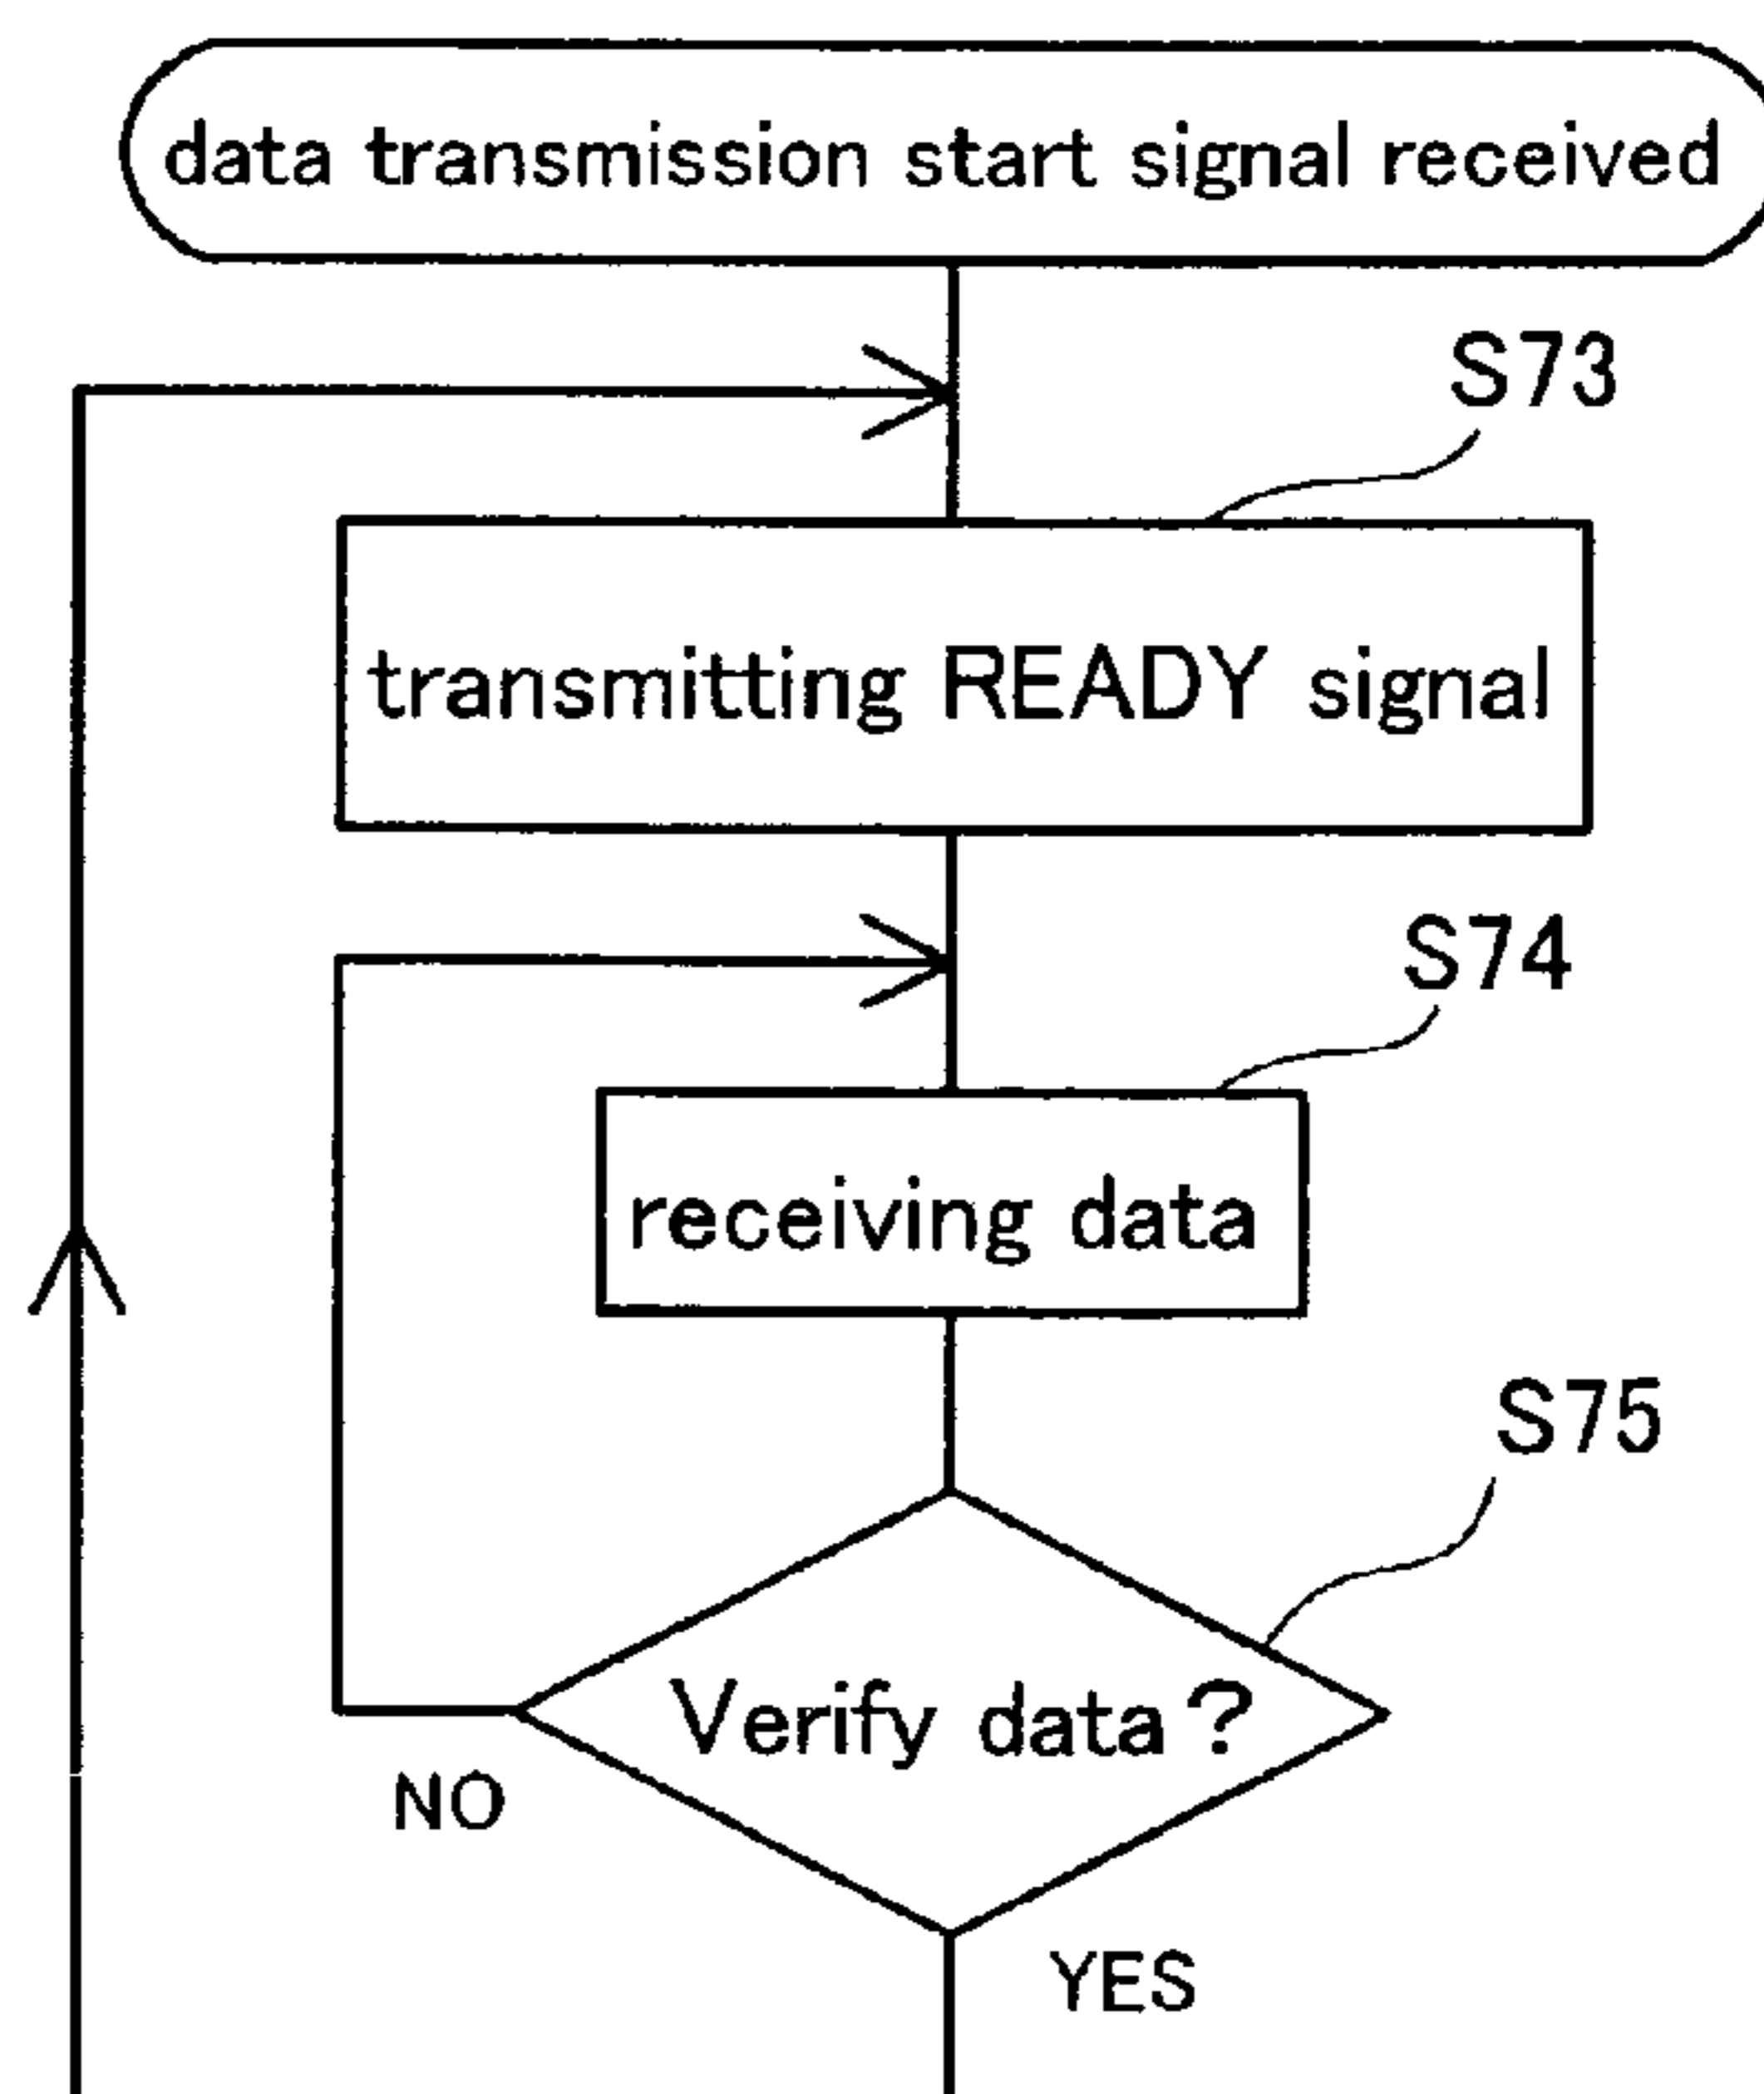 data transmission start signal received
S73
transmitting READY signal
S74
receiving data
S75
Verify data?
NO
YES